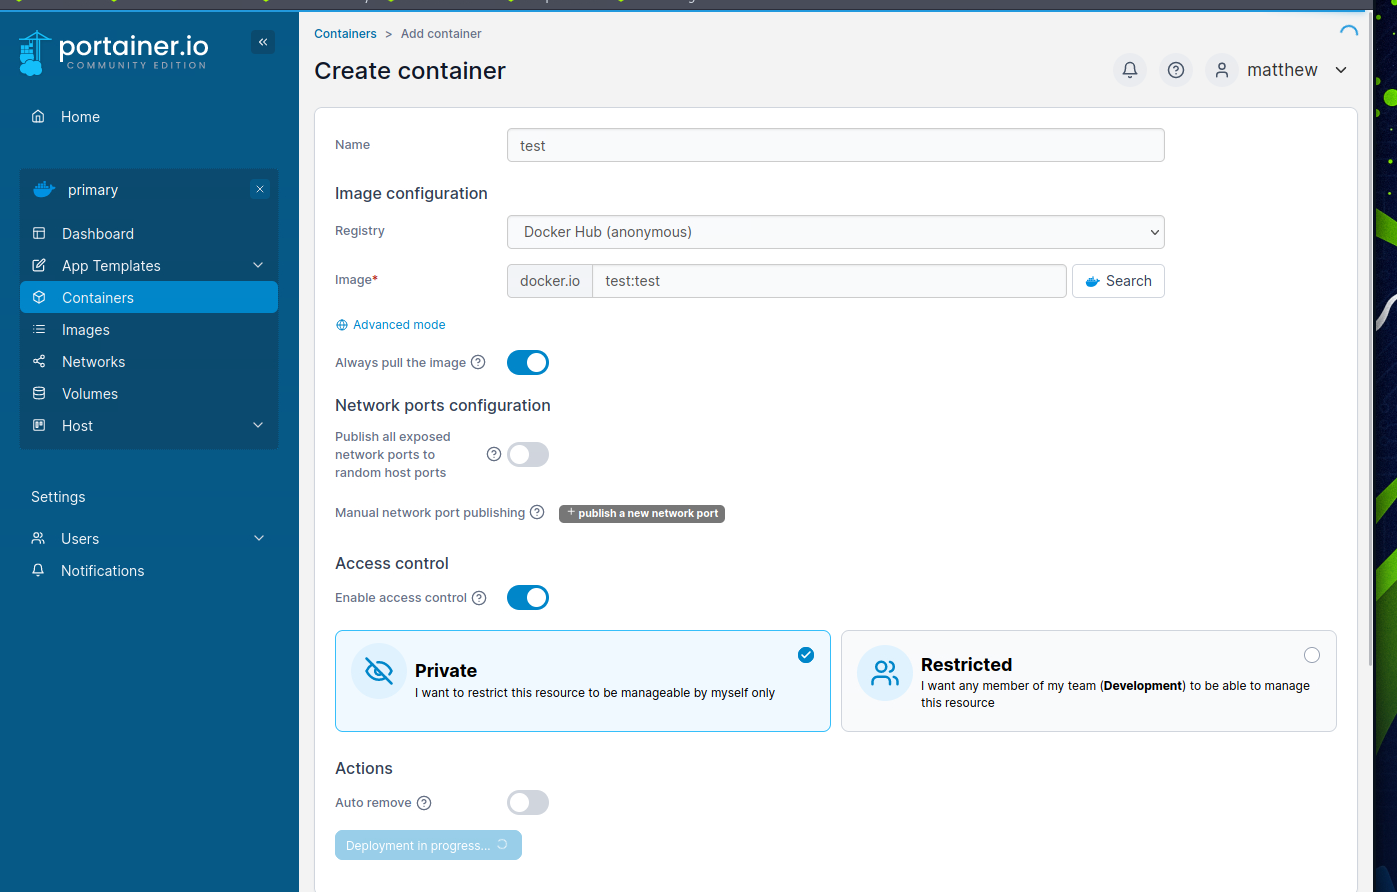 portainer.io
COMMUNITY EDITION
Home
primary
Dashboard
App Templates
Containers
Images
Networks
Volumes
Host
Settings
Users
Notifications
Containers > Add container
Create container
matthew
Name
test
Image configuration
Registry
Docker Hub (anonymous)
Image*
docker.io
test:test
Search
Advanced mode
Always pull the image
Network ports configuration
Publish all exposed
network ports to
random host ports
Manual network port publishing
+ publish a new network port
Access control
Enable access control
Private
I want to restrict this resource to be manageable by myself only
Restricted
I want any member of my team (Development) to be able to manage
this resource
Actions
Auto remove
Deployment in progress...